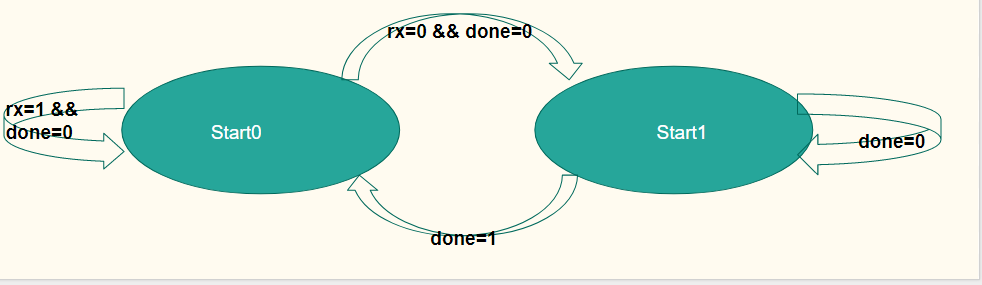 rx=0 && done=0
rx=1 &&
done=0
Start0
Start1
done=0
done=1